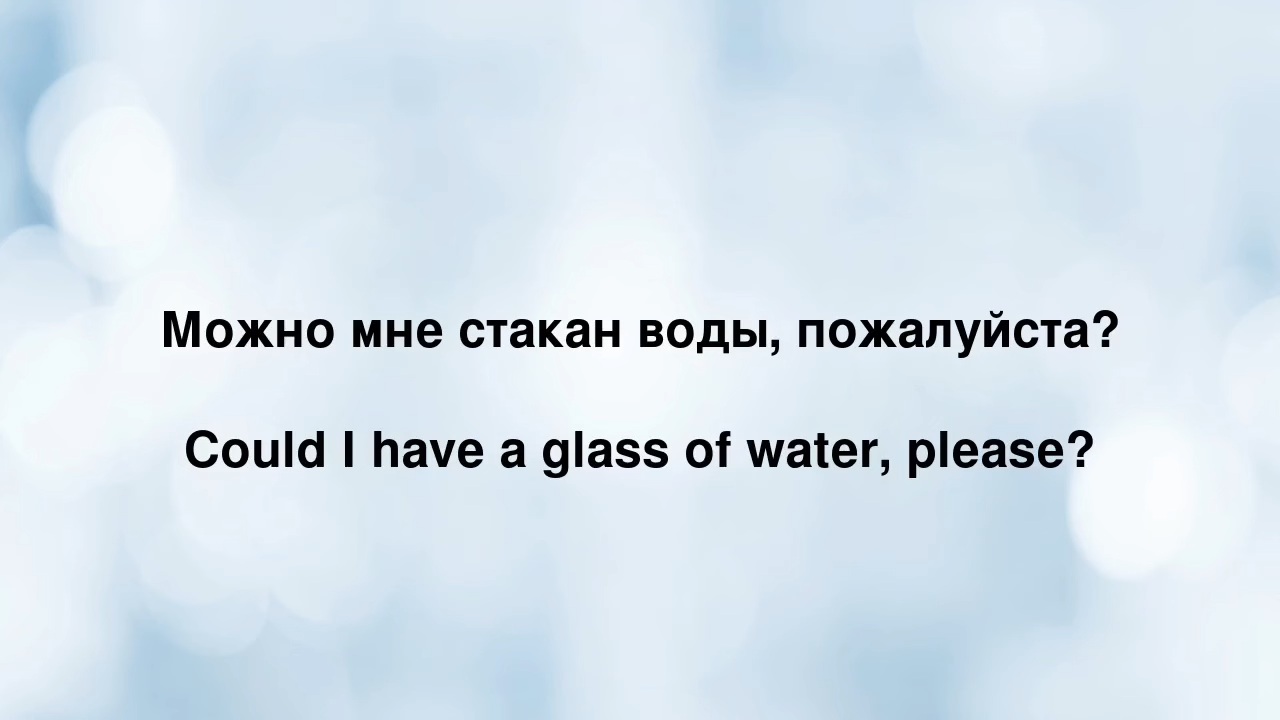 Можно мне стакан воды, пожалуйста?
Could I have a glass of water, please?